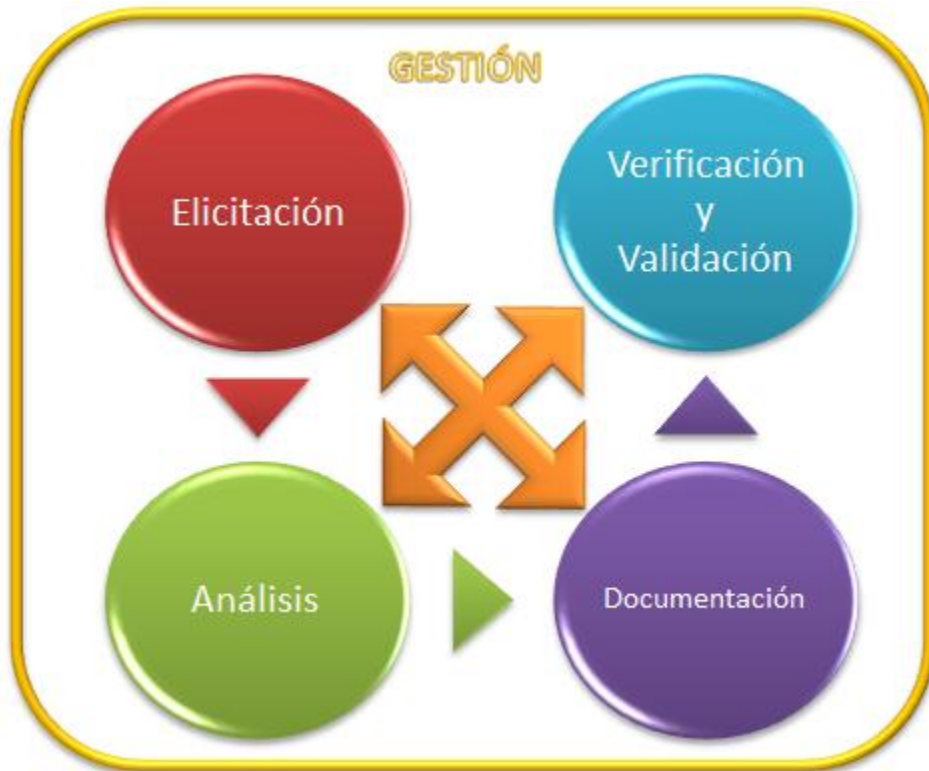 GESTIÓN
Elicitación
Verificación
y
Validación
Análisis
Documentación